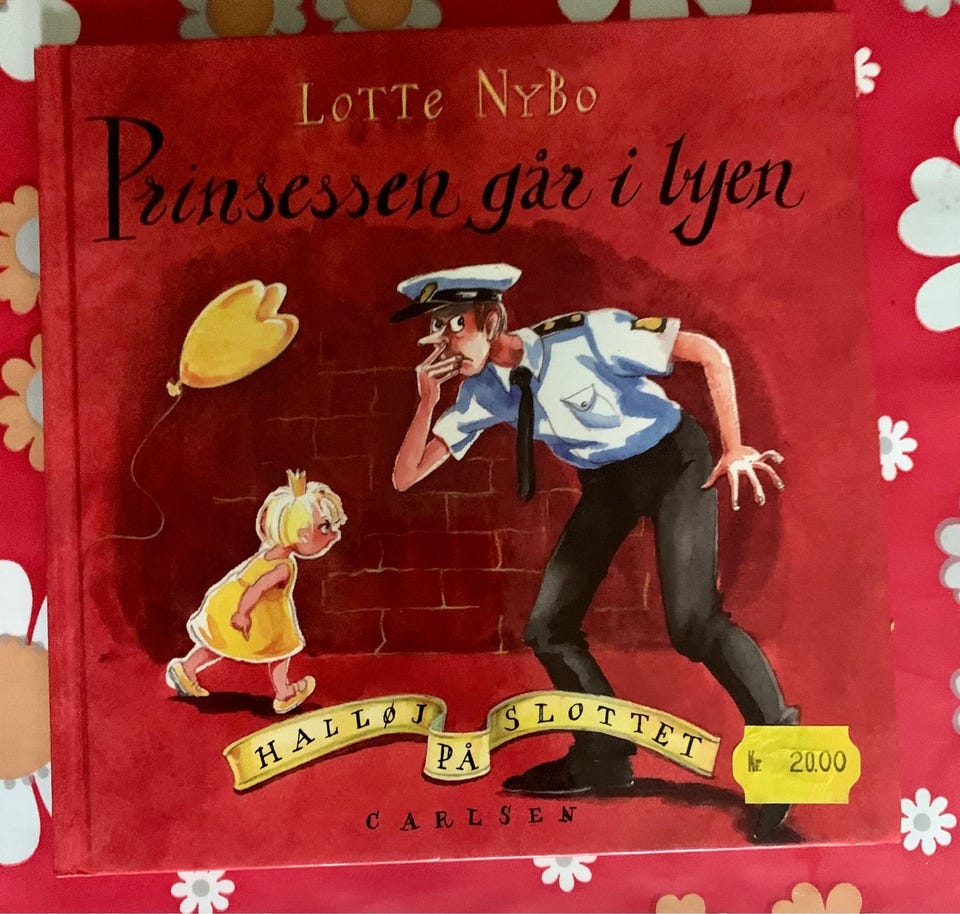 LOTTE NYBO
Prinsessen går i byen
HALLØJ PÅ SLOTTET
CARLSEN
Kr. 20.00